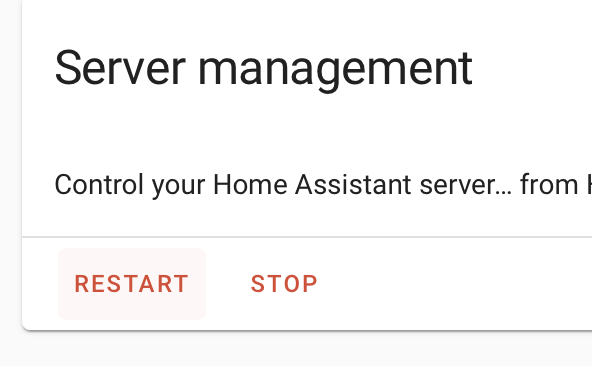 Server management
Control your Home Assistant server… from
RESTART
STOP